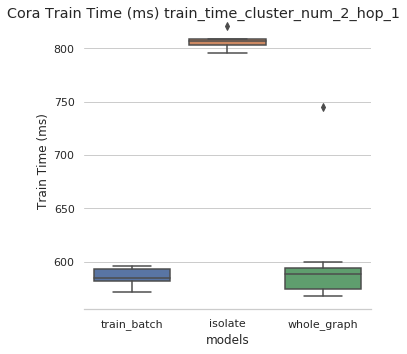 Cora Train Time (ms) train_time_cluster_num_2_hop_1
800
750
700
650
600
Train Time (ms)
train_batch isolate whole_graph
models